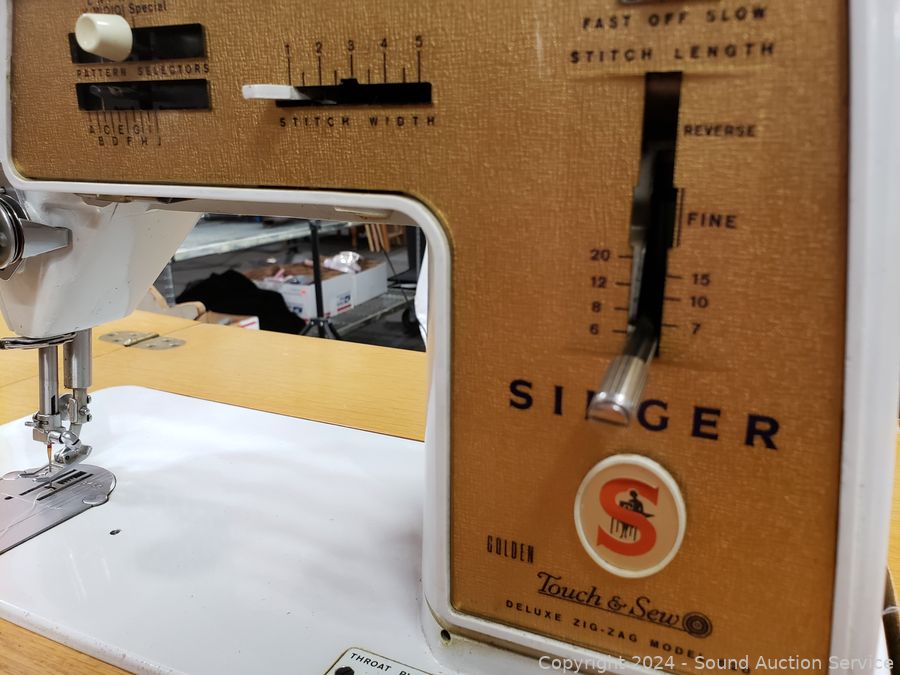 Special
PATTERN SELECTORS
A C E G I
B D F H J
1 2 3 4 5
STITCH WIDTH
FAST OFF SLOW
STITCH LENGTH
REVERSE
FINE
20
15
12
10
8
6
7
SINGER
S
GOLDEN
Touch & Sew
DELUXE ZIG-ZAG MODEL
THROAT
Copyright 2024 - Sound Auction Service